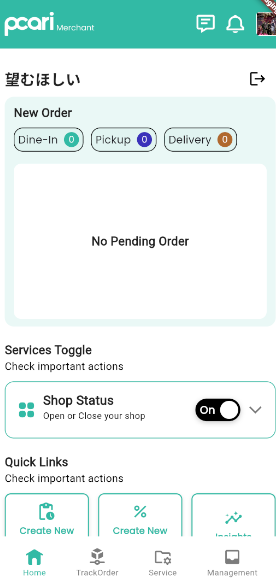 pcari Merchant
望むほしい
New Order
Dine-In 0
Pickup 0
Delivery 0
No Pending Order
Services Toggle
Check important actions
Shop Status
Open or Close your shop
On
Quick Links
Check important actions
Create New
Create New
Insights
Home
TrackOrder
Service
Management